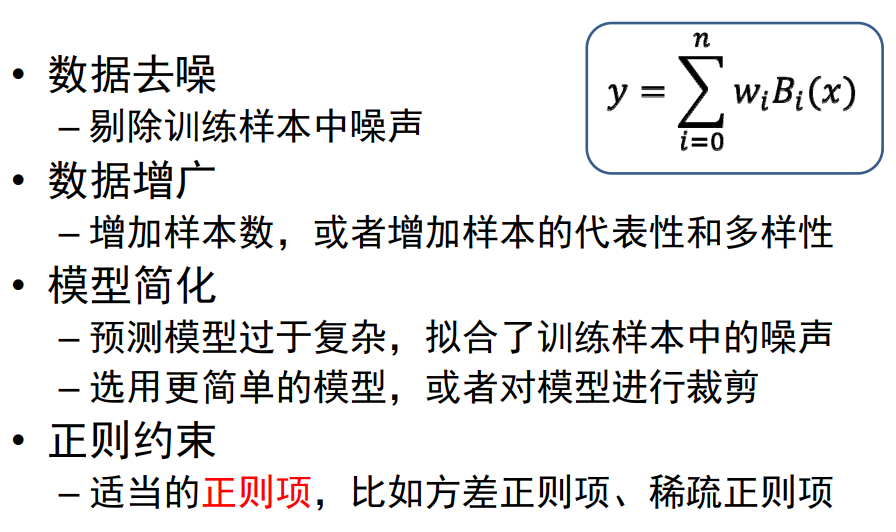 • 数据去噪
– 剔除训练样本中噪声
y = \sum_{i=0}^{n} w_i B_i(x)
• 数据增广
– 增加样本数，或者增加样本的代表性和多样性
• 模型简化
– 预测模型过于复杂，拟合了训练样本中的噪声
– 选用更简单的模型，或者对模型进行裁剪
• 正则约束
– 适当的正则项，比如方差正则项、稀疏正则项